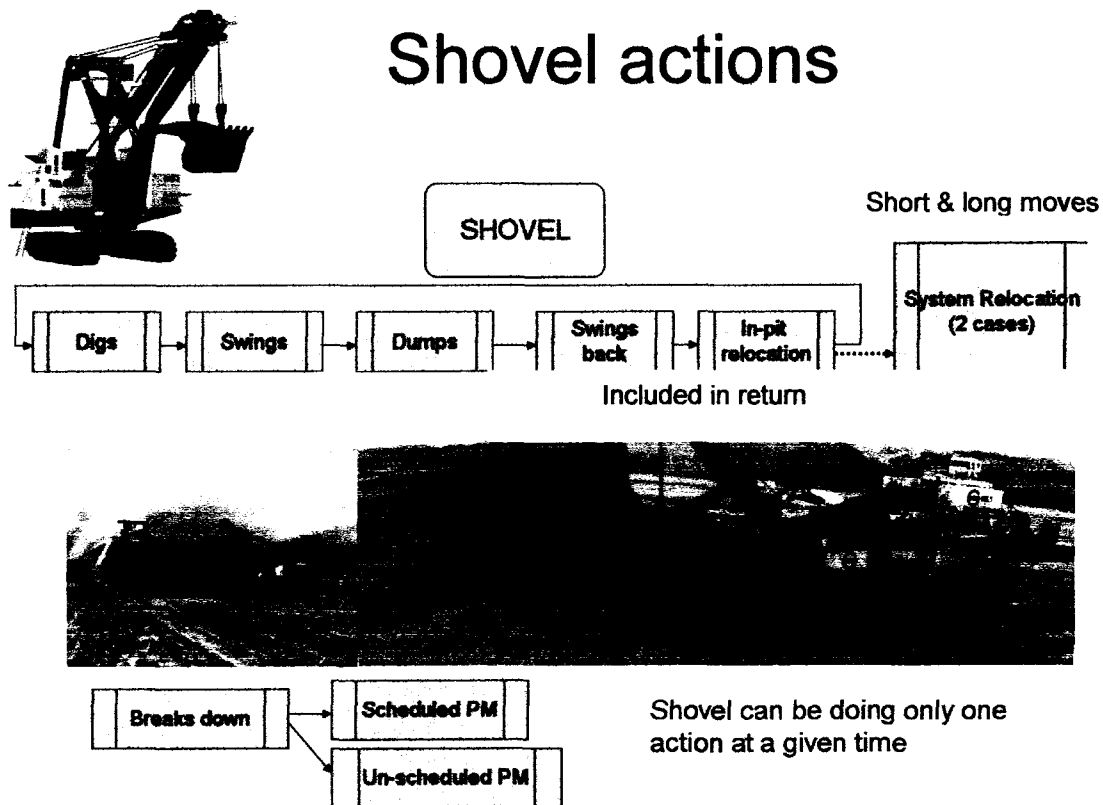 Shovel actions
SHOVEL
Short & long moves
Digs
Swings
Dumps
Swings
back
In-pit
relocation
System Relocation
(2 cases)
Included in return
Breaks down
Scheduled PM
Un-scheduled PM
Shovel can be doing only one
action at a given time